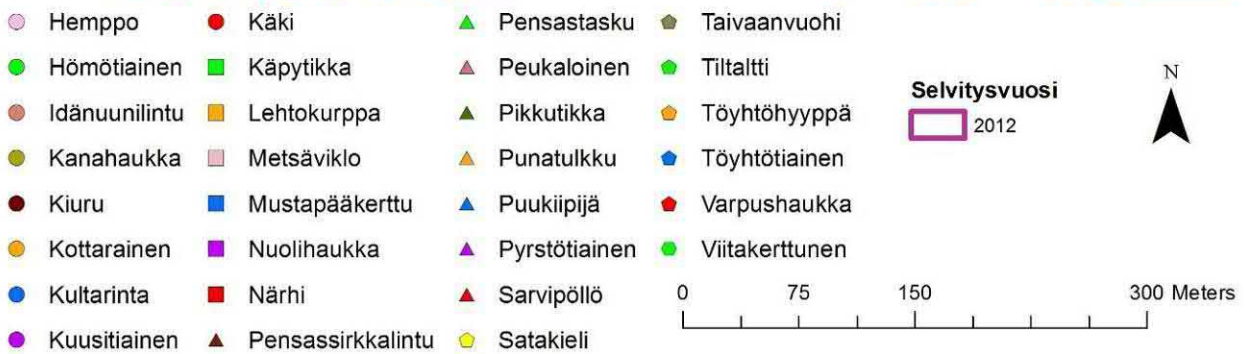 Hemppo
Hömötiainen
Idänuunilintu
Kanahaukka
Kiuru
Kottarainen
Kultarinta
Kuusitiainen
Käki
Käpytikka
Lehtokurppa
Metsäviklo
Mustapääkerttu
Nuolihaukka
Närhi
Pensassirkkalintu
Pensastasku
Peukaloinen
Pikkutikka
Punatulkku
Puukiipijä
Pyrstötiainen
Sarvipöllö
Satakieli
Taivaanvuohi
Tiltaltti
Töyhtöhyyppä
Töyhtötiainen
Varpushaukka
Viitakerttunen
Selvitysvuosi
2012
N
0 75 150 300 Meters